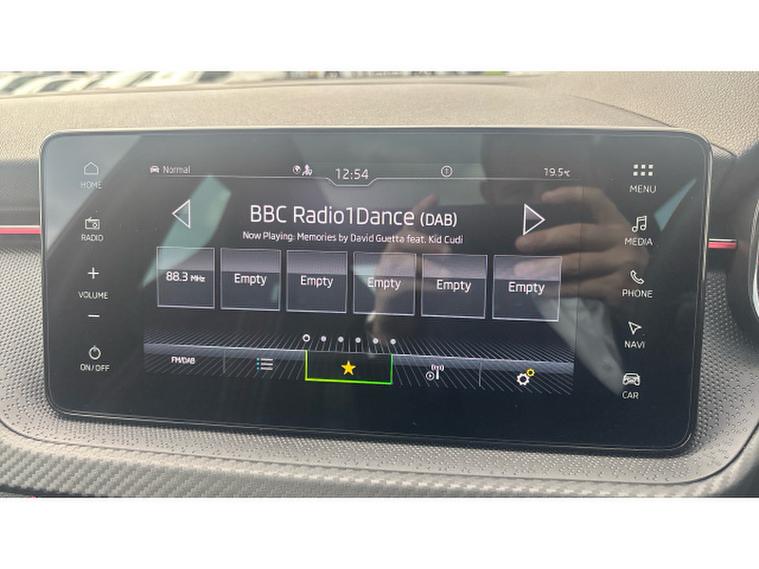 Normal
12:54
19.5°C
HOME
RADIO
VOLUME
ON/OFF
BBC Radio1Dance (DAB)
Now Playing: Memories by David Guetta feat. Kid Cudi
88.3 MHz
Empty
Empty
Empty
Empty
Empty
FM/DAB
MENU
MEDIA
PHONE
NAVI
CAR